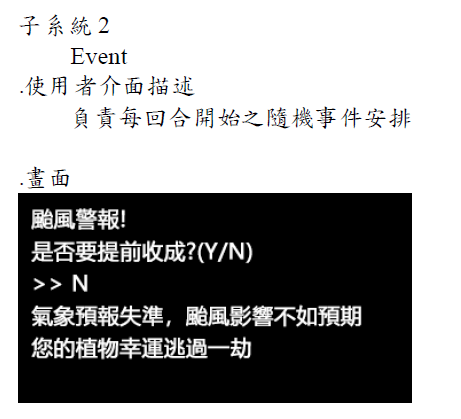 子系統 2
Event
.使用者介面描述
負責每回合開始之隨機事件安排
.畫面
颱風警報!
是否要提前收成?(Y/N)
>> N
氣象預報失準，颱風影響不如預期
您的植物幸運逃過一劫